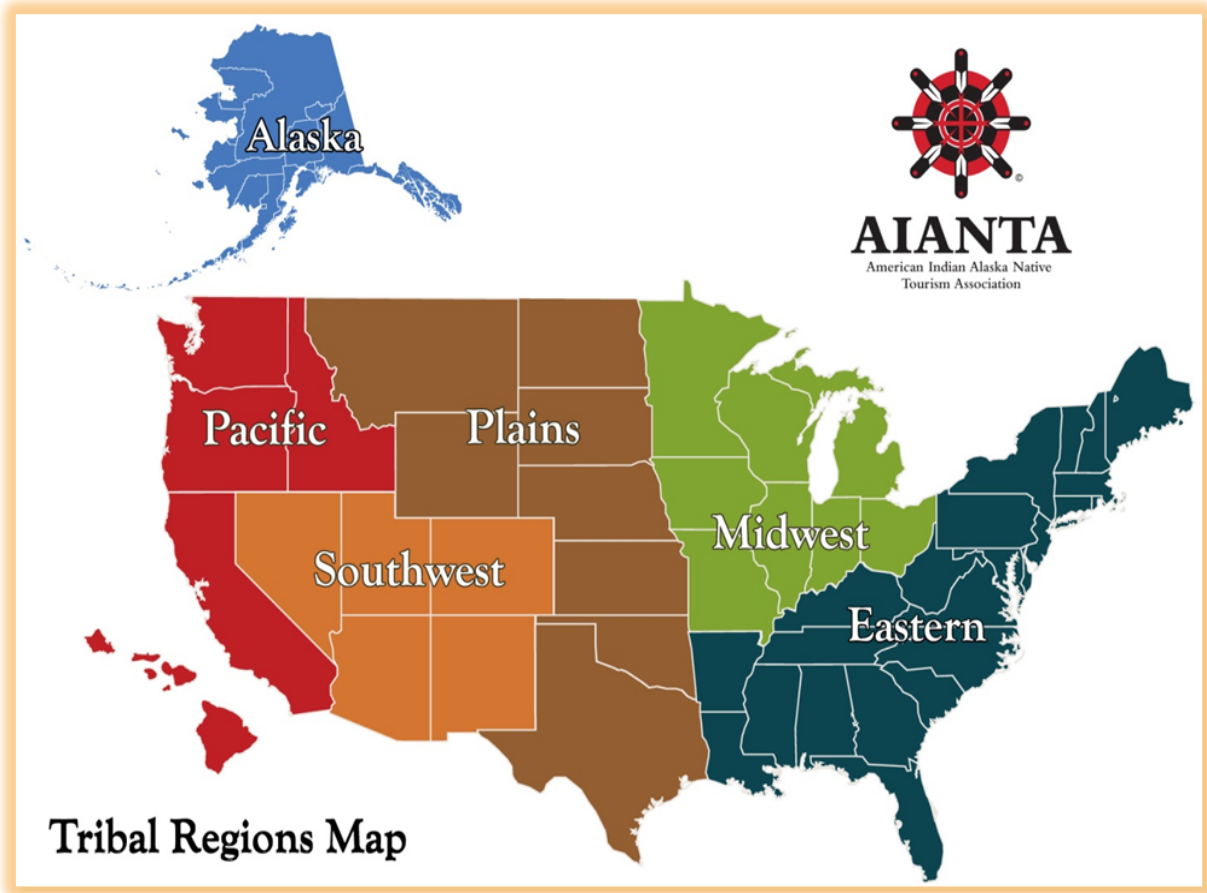 Alaska
©
AIANTA
American Indian Alaska Native
Tourism Association
Pacific
Plains
Midwest
Southwest
Eastern
Tribal Regions Map